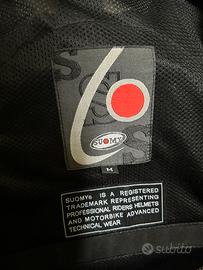 SUOMY
M
SUOMY® IS A REGISTERED
TRADEMARK REPRESENTING
PROFESSIONAL RIDERS HELMETS
AND MOTORBIKE ADVANCED
TECHNICAL WEAR
subito